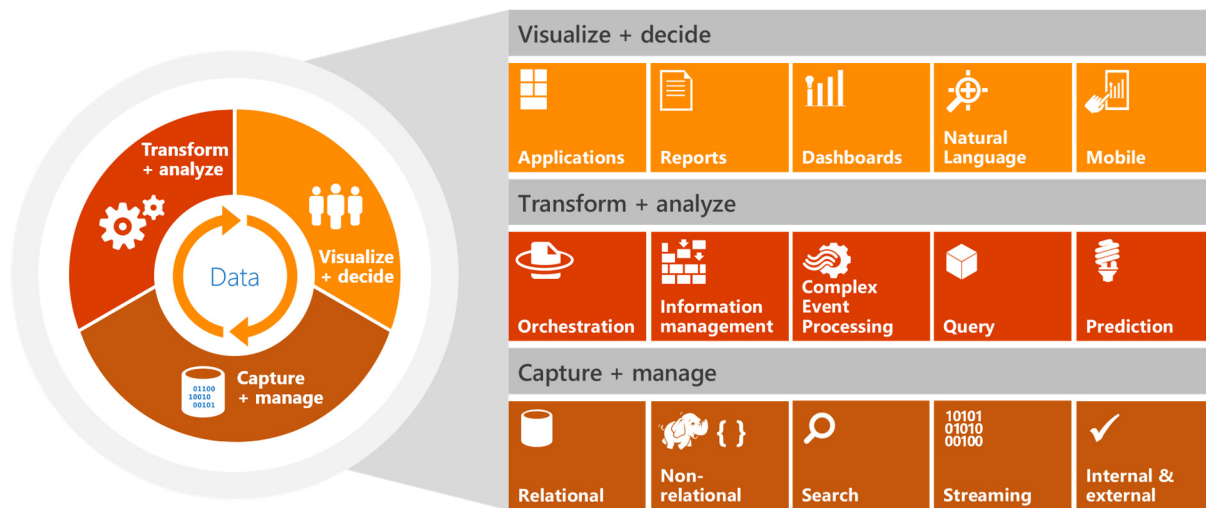 Transform
+ analyze
Visualize
+ decide
Data
Capture
+ manage
01100
10010
00101
Visualize + decide
Applications
Reports
Dashboards
Natural
Language
Mobile
Transform + analyze
Orchestration
Information
management
Complex
Event
Processing
Query
Prediction
Capture + manage
Relational
{ }
Non-
relational
Search
10101
01010
00100
Streaming
Internal &
external